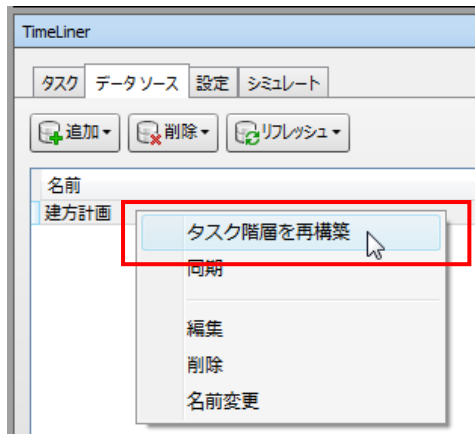 TimeLiner
タスク データ ソース 設定 シミュレート
追加 削除 リフレッシュ
名前
建方計画
タスク階層を再構築
同期
編集
削除
名前変更